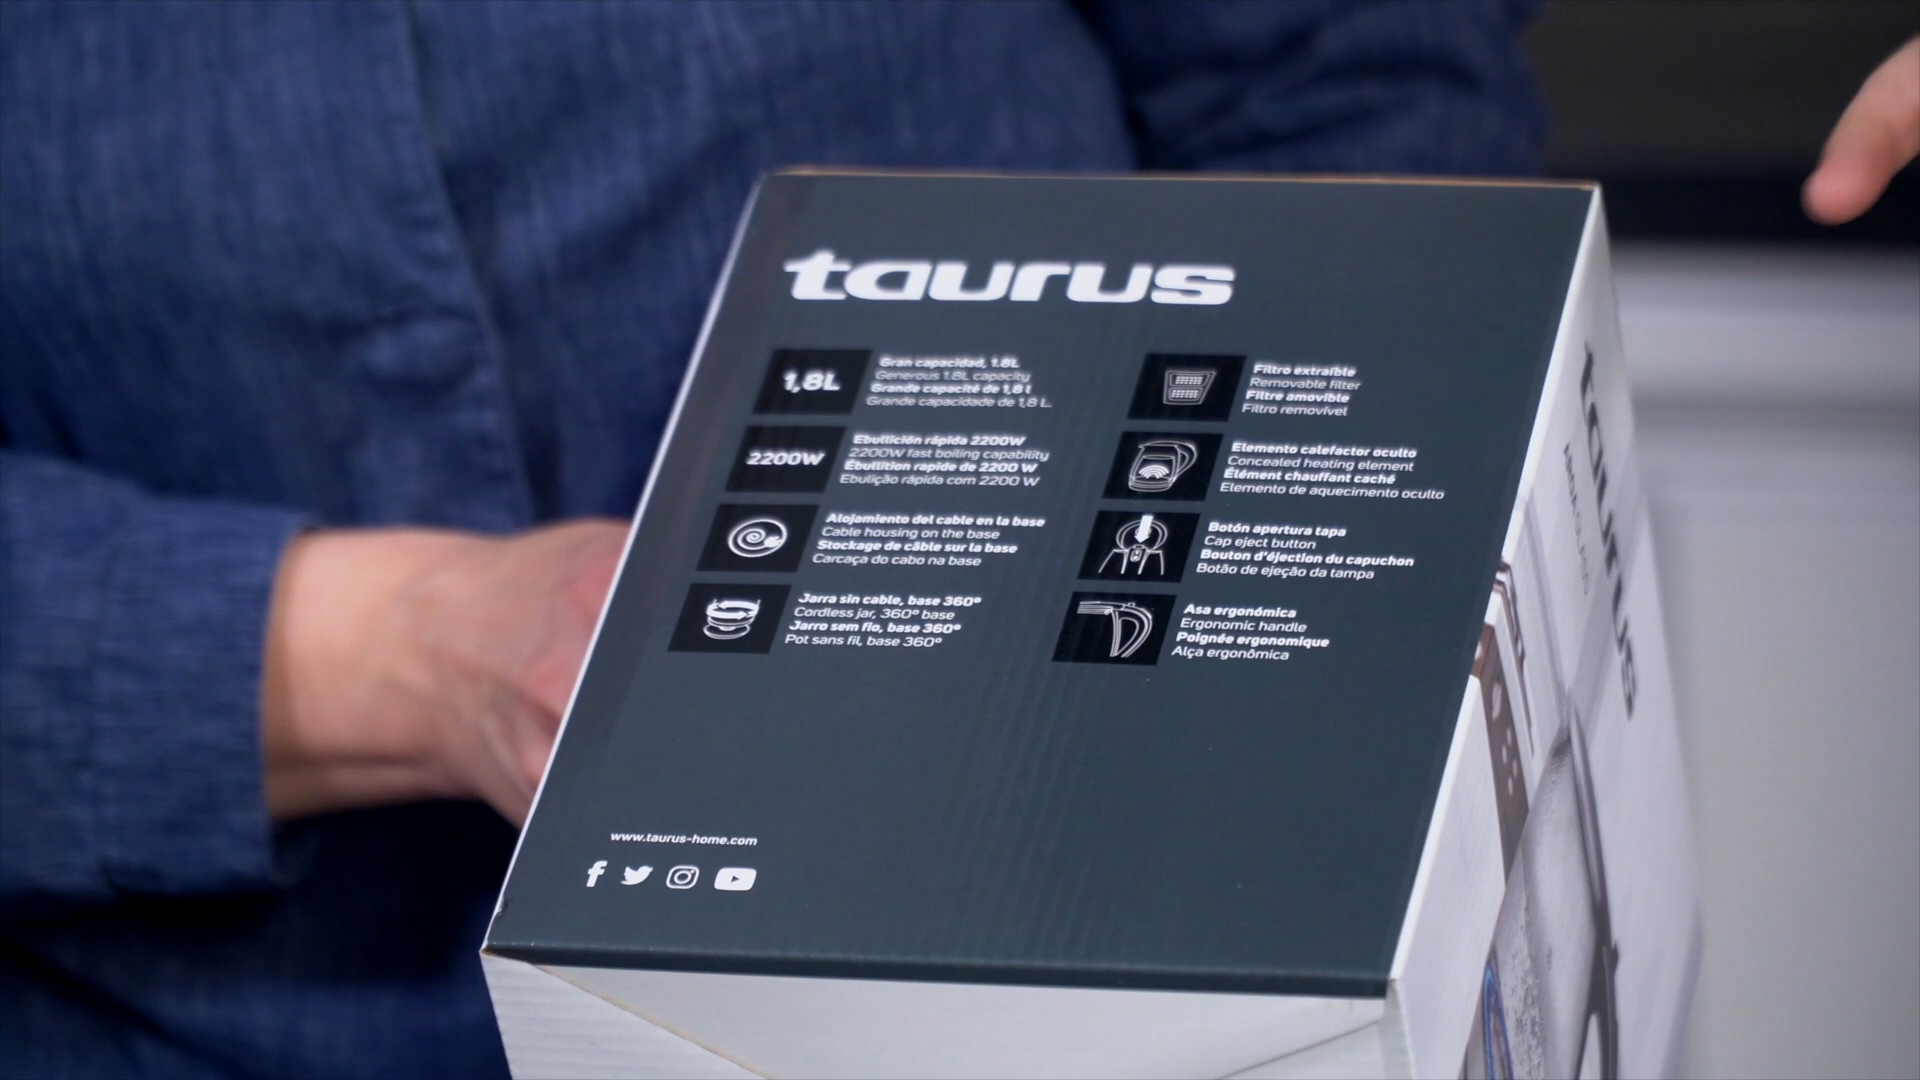 taurus
1,8L
Gran capacidad, 1.8L
Generous 1.8L capacity
Grande capacité de 1,8 l
Grande capacidade de 1,8 L
2200W
Ebullición rápida 2200W
2200W fast boiling capability
Ébullition rapide de 2200 W
Ebulição rápida com 2200 W
Alojamiento del cable en la base
Cable housing on the base
Stockage de câble sur la base
Carcaça do cabo na base
Jarra sin cable, base 360°
Cordless jar, 360° base
Jarro sem fio, base 360°
Pot sans fil, base 360°
Filtro extraíble
Removable filter
Filtre amovible
Filtro removível
Elemento calefactor oculto
Concealed heating element
Élément chauffant caché
Elemento de aquecimento oculto
Botón apertura tapa
Cap eject button
Bouton d'éjection du capuchon
Botão de ejeção da tampa
Asa ergonómica
Ergonomic handle
Poignée ergonomique
Alça ergonômica
www.taurus-home.com
taurus